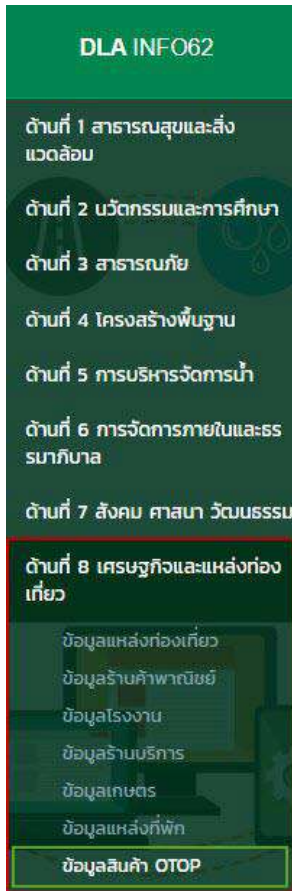 DLA INFO62
ด้านที่ 1 สาธารณสุขและสิ่ง
แวดล้อม
ด้านที่ 2 นวัตกรรมและการศึกษา
ด้านที่ 3 สาธารณภัย
ด้านที่ 4 โครงสร้างพื้นฐาน
ด้านที่ 5 การบริหารจัดการน้ำ
ด้านที่ 6 การจัดการภายในและธร
รมาภิบาล
ด้านที่ 7 สังคม ศาสนา วัฒนธรรม
ด้านที่ 8 เศรษฐกิจและแหล่งท่อง
เที่ยว
ข้อมูลแหล่งท่องเที่ยว
ข้อมูลร้านค้าพาณิชย์
ข้อมูลโรงงาน
ข้อมูลร้านบริการ
ข้อมูลเกษตร
ข้อมูลแหล่งที่พัก
ข้อมูลสินค้า OTOP